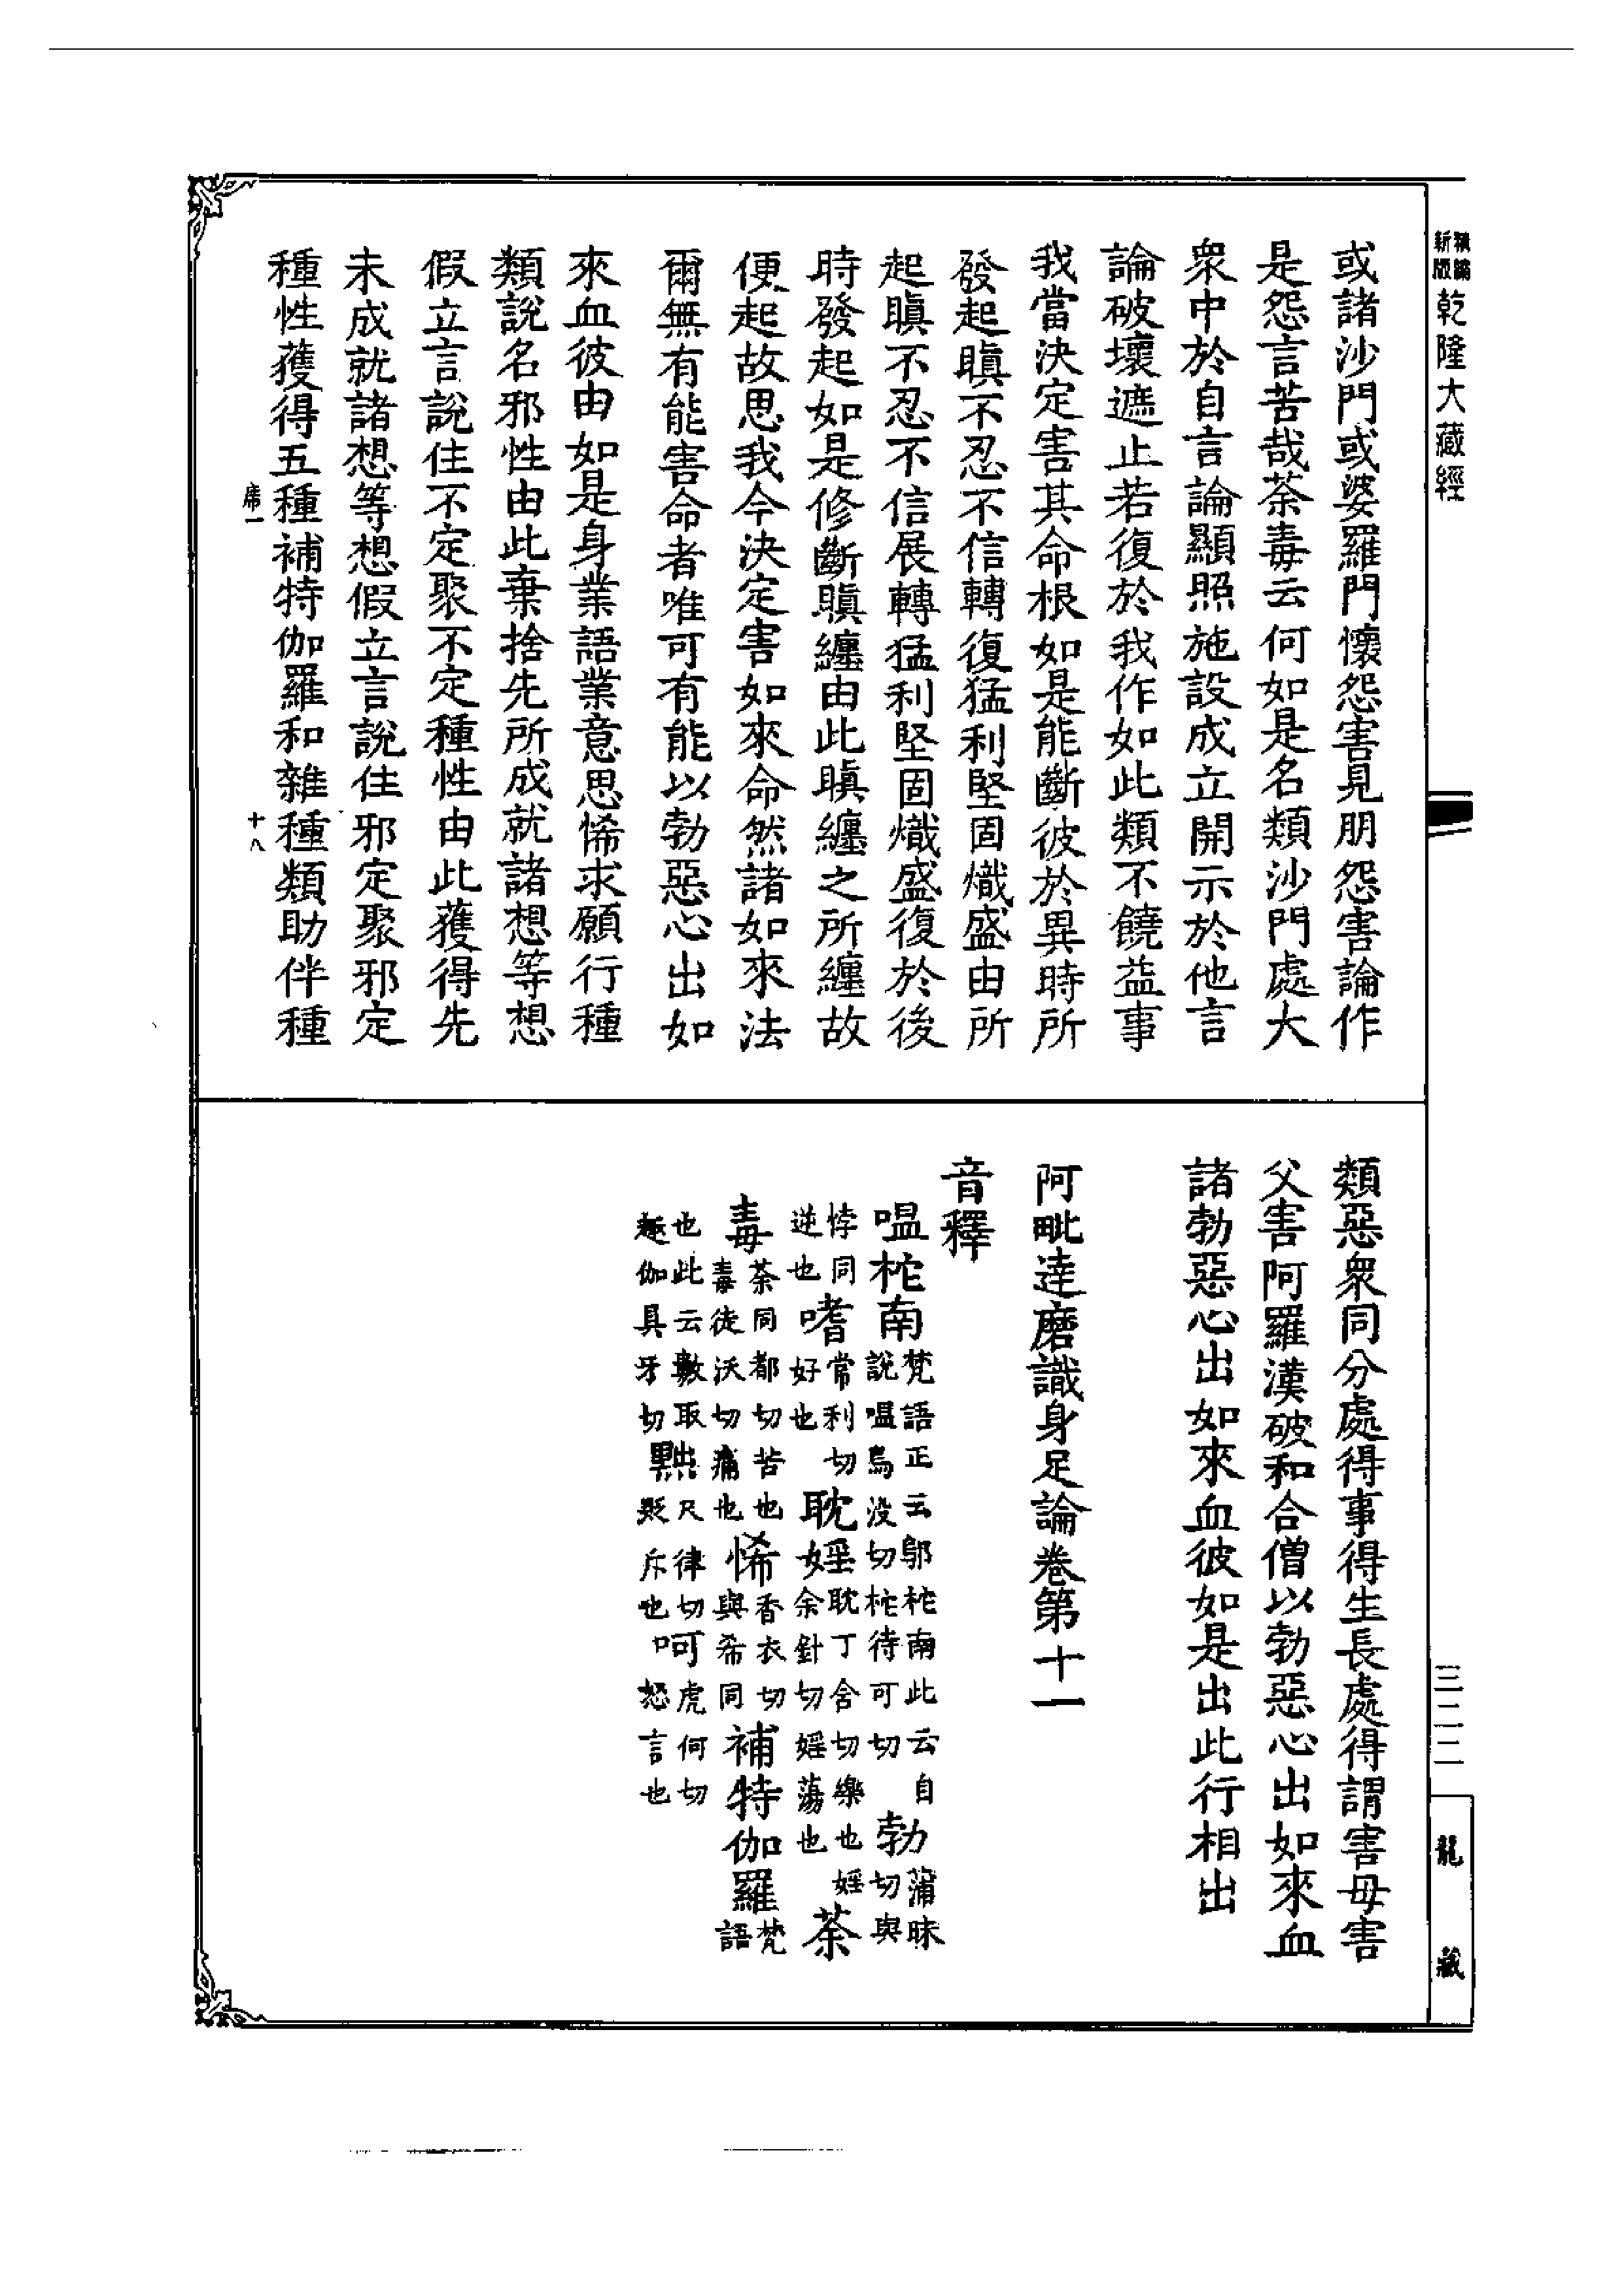 新版 積編 乾隆大藏經
或諸沙門或婆羅門懷怨害見朋怨害論作
是怨言苦哉荼毒云何如是名類沙門處大
衆中於自言論顯照施設成立開示於他言
論破壞遮止若復於我作如此類不饒益事
我當決定害其命根如是能斷彼於異時所
發起瞋不忍不信轉復猛利堅固熾盛由所
起瞋不忍不信展轉猛利堅固熾盛復於後
時發起如是修斷瞋纏由此瞋纏之所纏故
便起故思我今決定害如來命然諸如來法
爾無有能害命者唯可有能以勃惡心出如
來血彼由如是身業語業意思悕求願行種
類說名邪性由此棄捨先所成就諸想等想
假立言說住不定聚不定種性由此獲得先
未成就諸想等想假立言說住邪定聚邪定
種性獲得五種補特伽羅和雜種類助伴種
席一 十八
類惡衆同分處得事得生長處得謂害母害
父害阿羅漢破和合僧以勃惡心出如來血
諸勃惡心出如來血彼如是出此行相出
阿毗達磨識身足論卷第十一
音釋
嗢柁南 梵語正云鄔柁南此云自說嗢烏没切柁待可切 勃 蒲昧切與
悖同逆也 嗜 常利切好也 耽婬 耽丁含切樂也婬余針切婬蕩也 荼
毒 荼同都切苦也毒徒沃切痛也 悕 香衣切與希同 補特伽羅 梵語
也此云數取趣伽具牙切 黜 尺律切貶斥也 呵 虎何切怒言也
三二二
龍藏